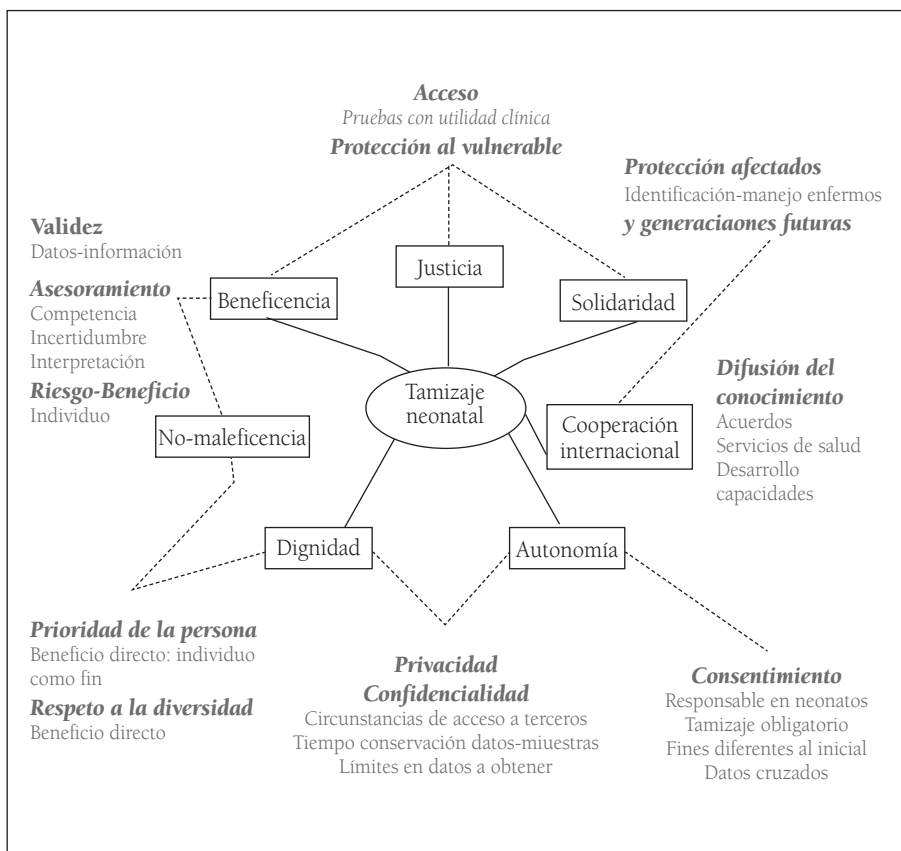 Acceso
Pruebas con utilidad clínica
Protección al vulnerable
Protección afectados
Identificación-manejo enfermos
y generaciaones futuras
Validez
Datos-información
Asesoramiento
Competencia
Incertidumbre
Interpretación
Riesgo-Beneficio
Individuo
Beneficencia
Justicia
Solidaridad
Tamizaje
neonatal
No-maleficencia
Cooperación
internacional
Difusión del
conocimiento
Acuerdos
Servicios de salud
Desarrollo
capacidades
Dignidad
Autonomía
Prioridad de la persona
Beneficio directo: individuo
como fin
Respeto a la diversidad
Beneficio directo
Privacidad
Confidencialidad
Circunstancias de acceso a terceros
Tiempo conservación datos-miuestras
Límites en datos a obtener
Consentimiento
Responsable en neonatos
Tamizaje obligatorio
Fines diferentes al inicial
Datos cruzados